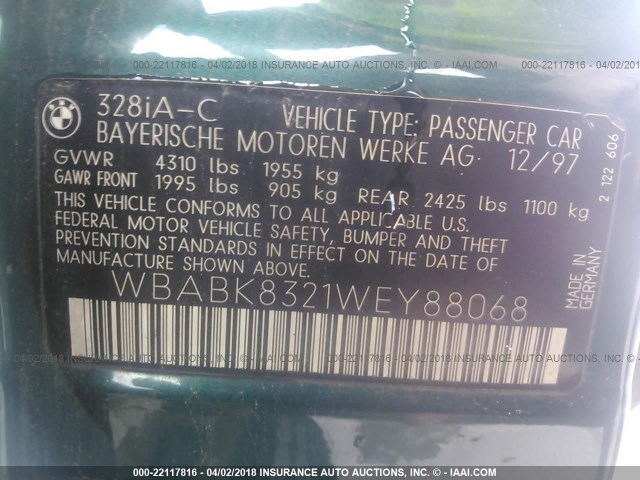 000-22117816 - 04/02/2018 INSURANCE AUTO AUCTIONS, INC. - IAAI.COM
BMW
328iA-C VEHICLE TYPE: PASSENGER CAR
BAYERISCHE MOTOREN WERKE AG. 12/97
GVWR 4310 lbs 1955 kg
GAWR FRONT 1995 lbs 905 kg REAR 2425 lbs 1100 kg
THIS VEHICLE CONFORMS TO ALL APPLICABLE U.S.
FEDERAL MOTOR VEHICLE SAFETY, BUMPER AND THEFT
PREVENTION STANDARDS IN EFFECT ON THE DATE OF
MANUFACTURE SHOWN ABOVE.
2 122 606
MADE IN
GERMANY
WBABK8321WEY88068
000-22117816 - 04/02/2018 INSURANCE AUTO AUCTIONS, INC. - IAAI.COM